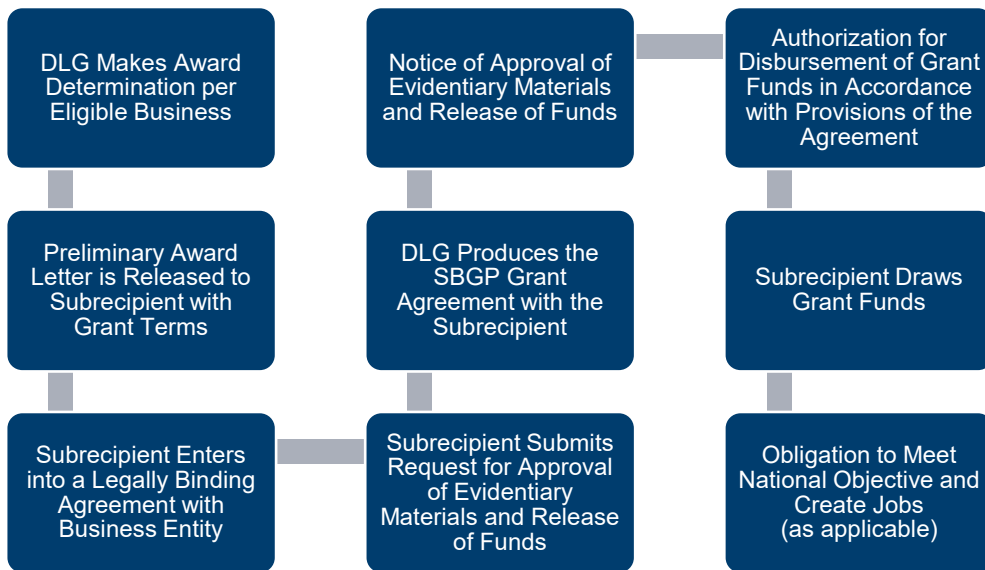 DLG Makes Award
Determination per
Eligible Business
Preliminary Award
Letter is Released to
Subrecipient with
Grant Terms
Subrecipient Enters
into a Legally Binding
Agreement with
Business Entity
Subrecipient Submits
Request for Approval
of Evidentiary
Materials and Release
of Funds
DLG Produces the
SBGP Grant
Agreement with the
Subrecipient
Notice of Approval of
Evidentiary Materials
and Release of Funds
Authorization for
Disbursement of Grant
Funds in Accordance
with Provisions of the
Agreement
Subrecipient Draws
Grant Funds
Obligation to Meet
National Objective and
Create Jobs
(as applicable)